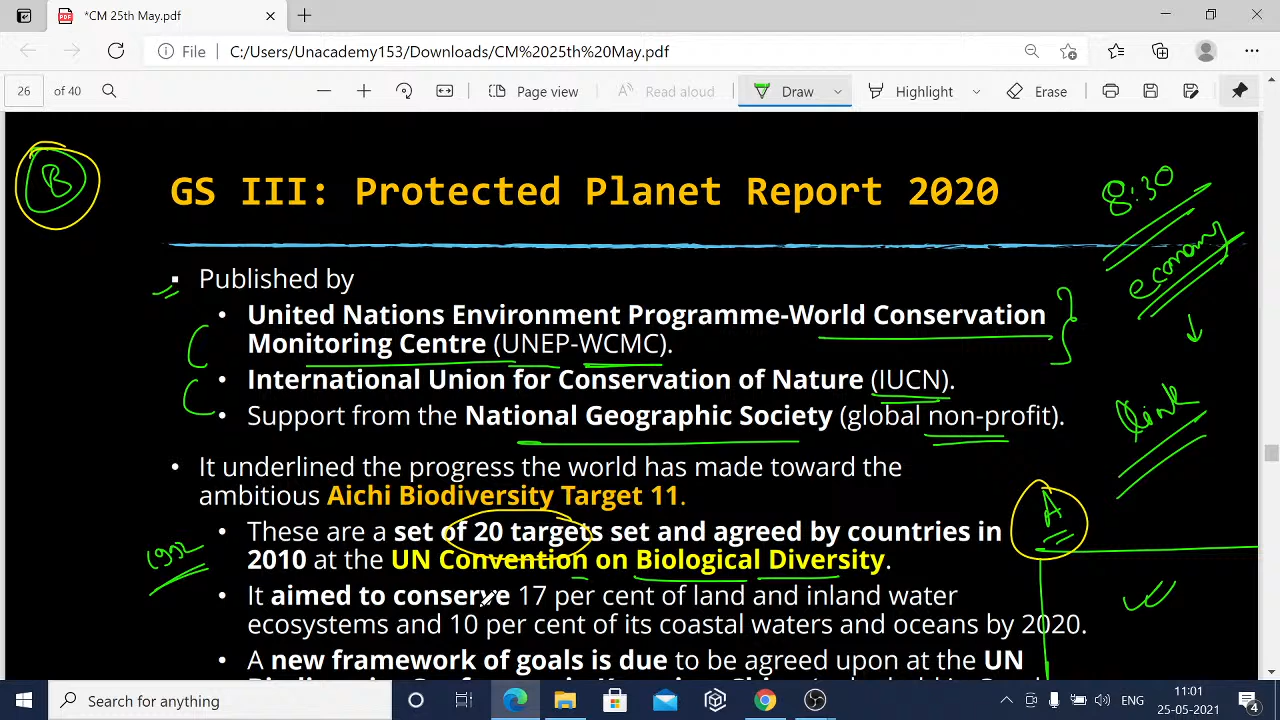 *CM 25th May.pdf
File C:/Users/Unacademy153/Downloads/CM%2025th%20May.pdf
26 of 40 Page view Read aloud Draw Highlight Erase
B
GS III: Protected Planet Report 2020
8:30
economy
▪ Published by
• United Nations Environment Programme-World Conservation
Monitoring Centre (UNEP-WCMC).
• International Union for Conservation of Nature (IUCN).
• Support from the National Geographic Society (global non-profit).
link
• It underlined the progress the world has made toward the
ambitious Aichi Biodiversity Target 11.
A
• These are a set of 20 targets set and agreed by countries in
2010 at the UN Convention on Biological Diversity.
1992
• It aimed to conserve 17 per cent of land and inland water
ecosystems and 10 per cent of its coastal waters and oceans by 2020.
• A new framework of goals is due to be agreed upon at the UN
Type here to search
ENG
11:01
25-05-2021
4